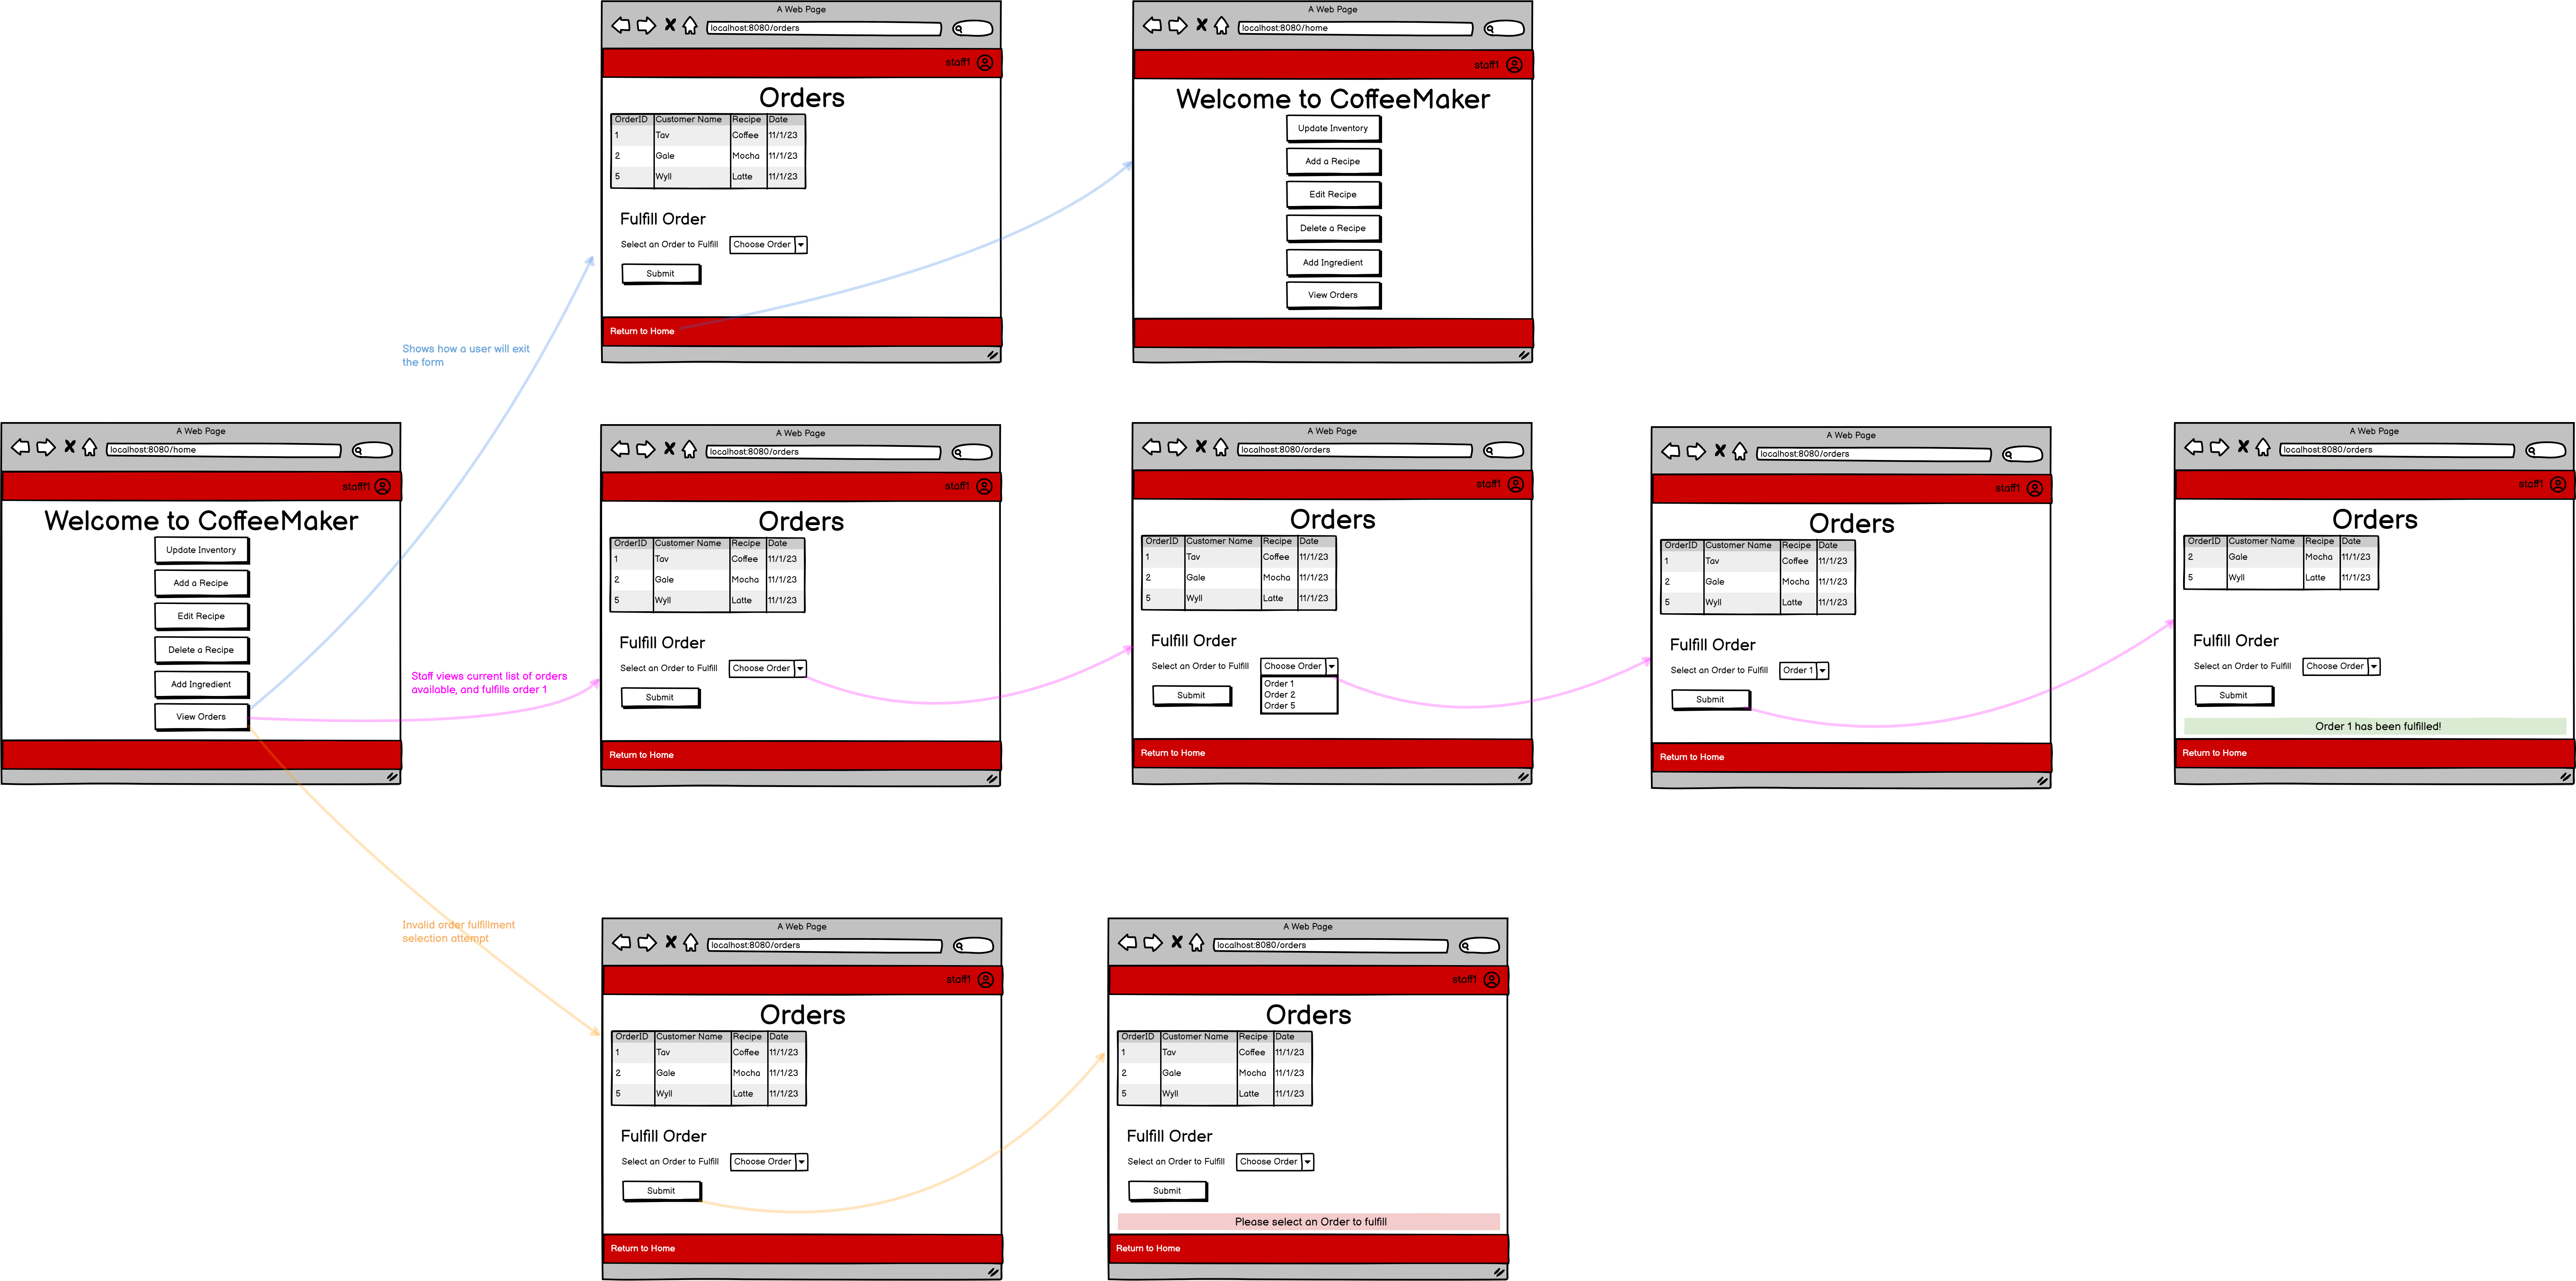 A Web Page
localhost:8080/orders
staff1
Orders
OrderID Customer Name Recipe Date
1 Tav Coffee 11/1/23
2 Gale Mocha 11/1/23
5 Wyll Latte 11/1/23
Fulfill Order
Select an Order to Fulfill Choose Order
Submit
Return to Home
A Web Page
localhost:8080/home
staff1
Welcome to CoffeeMaker
Update Inventory
Add a Recipe
Edit Recipe
Delete a Recipe
Add Ingredient
View Orders
Shows how a user will exit
the form
A Web Page
localhost:8080/home
stafff1
Welcome to CoffeeMaker
Update Inventory
Add a Recipe
Edit Recipe
Delete a Recipe
Add Ingredient
View Orders
Staff views current list of orders
available, and fulfills order 1
A Web Page
localhost:8080/orders
staff1
Orders
OrderID Customer Name Recipe Date
1 Tav Coffee 11/1/23
2 Gale Mocha 11/1/23
5 Wyll Latte 11/1/23
Fulfill Order
Select an Order to Fulfill Choose Order
Submit
Return to Home
A Web Page
localhost:8080/orders
staff1
Orders
OrderID Customer Name Recipe Date
1 Tav Coffee 11/1/23
2 Gale Mocha 11/1/23
5 Wyll Latte 11/1/23
Fulfill Order
Select an Order to Fulfill Choose Order
Order 1
Order 2
Order 5
Submit
Return to Home
A Web Page
localhost:8080/orders
staff1
Orders
OrderID Customer Name Recipe Date
1 Tav Coffee 11/1/23
2 Gale Mocha 11/1/23
5 Wyll Latte 11/1/23
Fulfill Order
Select an Order to Fulfill Order 1
Submit
Return to Home
A Web Page
localhost:8080/orders
staff1
Orders
OrderID Customer Name Recipe Date
2 Gale Mocha 11/1/23
5 Wyll Latte 11/1/23
Fulfill Order
Select an Order to Fulfill Choose Order
Submit
Order 1 has been fulfilled!
Return to Home
Invalid order fulfillment
selection attempt
A Web Page
localhost:8080/orders
staff1
Orders
OrderID Customer Name Recipe Date
1 Tav Coffee 11/1/23
2 Gale Mocha 11/1/23
5 Wyll Latte 11/1/23
Fulfill Order
Select an Order to Fulfill Choose Order
Submit
Return to Home
A Web Page
localhost:8080/orders
staff1
Orders
OrderID Customer Name Recipe Date
1 Tav Coffee 11/1/23
2 Gale Mocha 11/1/23
5 Wyll Latte 11/1/23
Fulfill Order
Select an Order to Fulfill Choose Order
Submit
Please select an Order to fulfill
Return to Home